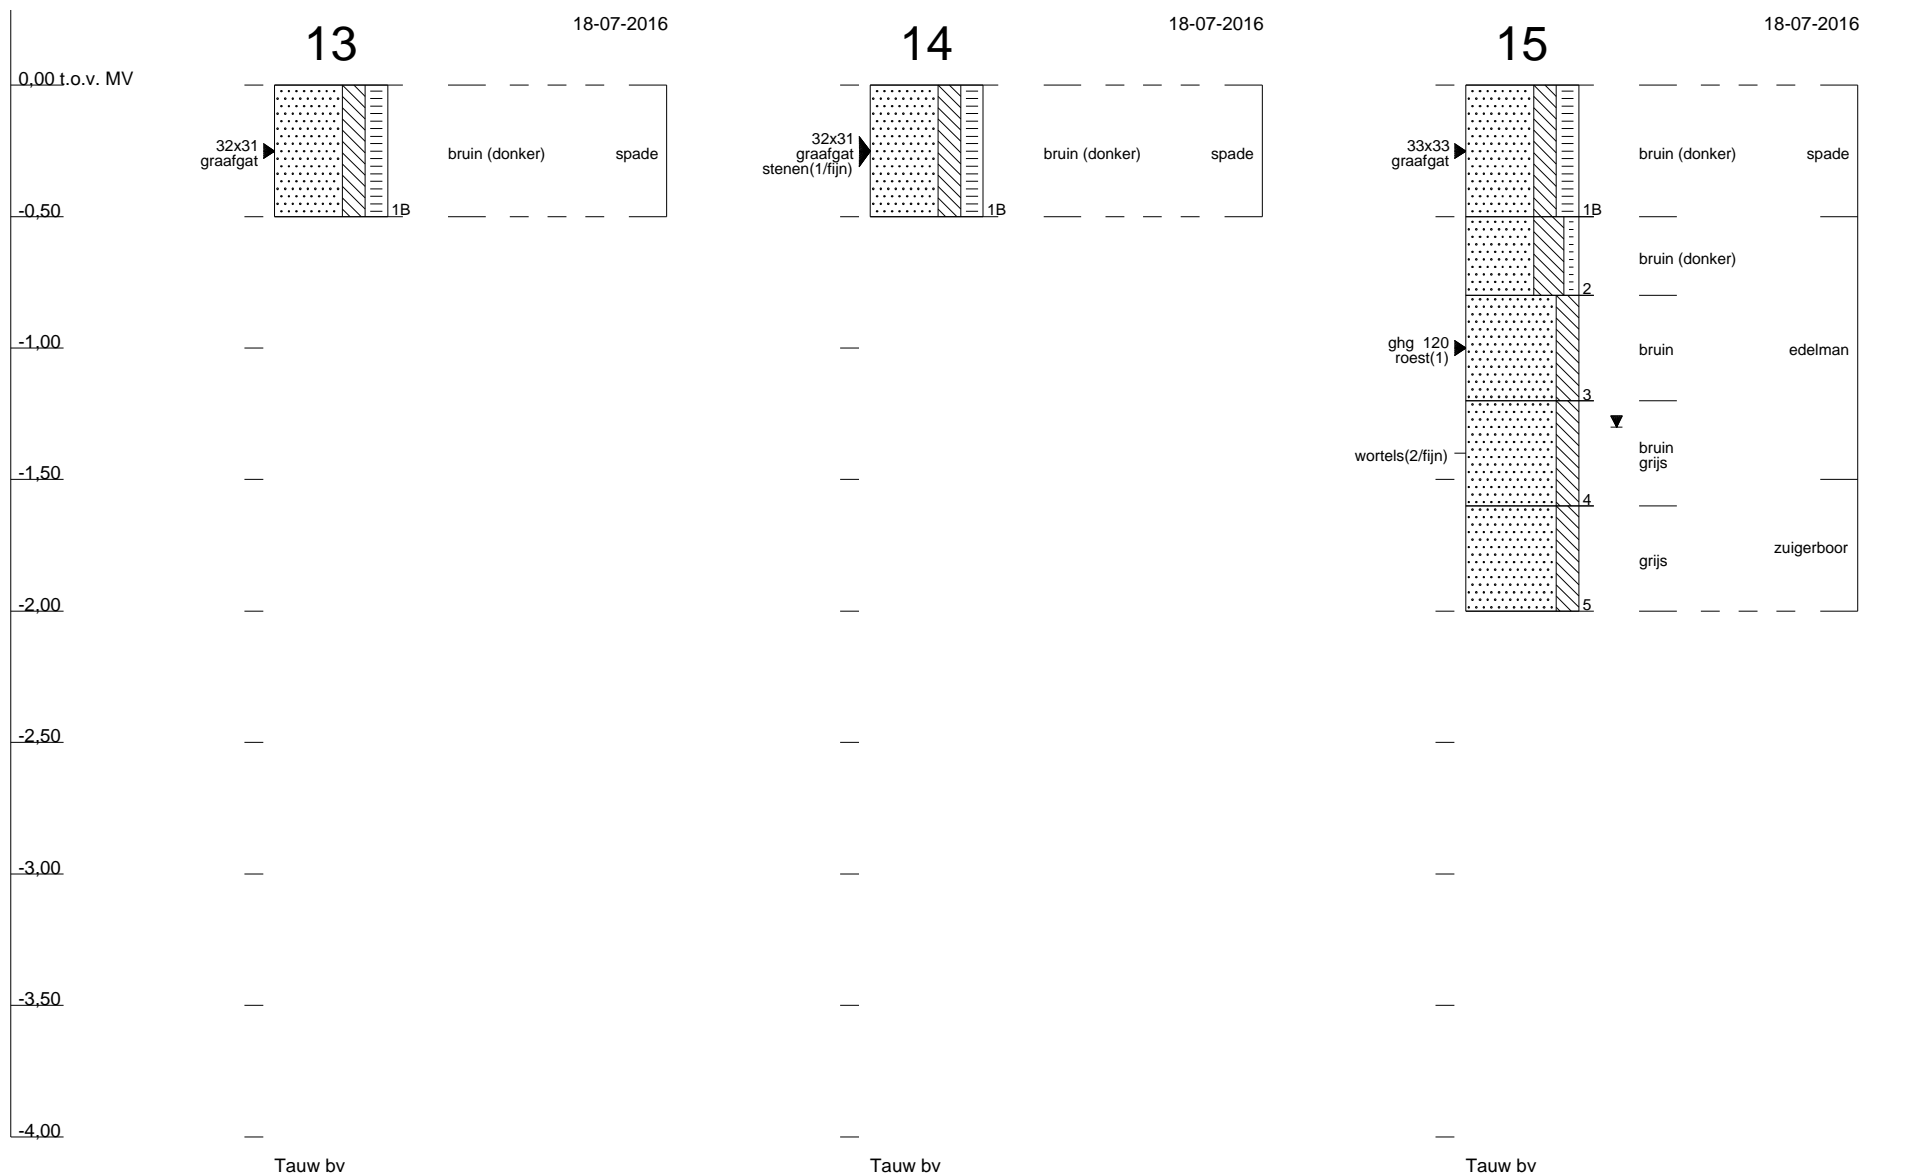 13
18-07-2016
14
18-07-2016
15
18-07-2016
0,00 t.o.v. MV
32x31
graafgat
bruin (donker)
spade
1B
32x31
graafgat
stenen(1/fijn)
bruin (donker)
spade
1B
33x33
graafgat
bruin (donker)
spade
1B
-0,50
bruin (donker)
2
-1,00
ghg 120
roest(1)
bruin
edelman
3
-1,50
wortels(2/fijn)
bruin
grijs
4
zuigerboor
grijs
5
-2,00
-2,50
-3,00
-3,50
-4,00
Tauw bv
Tauw bv
Tauw bv